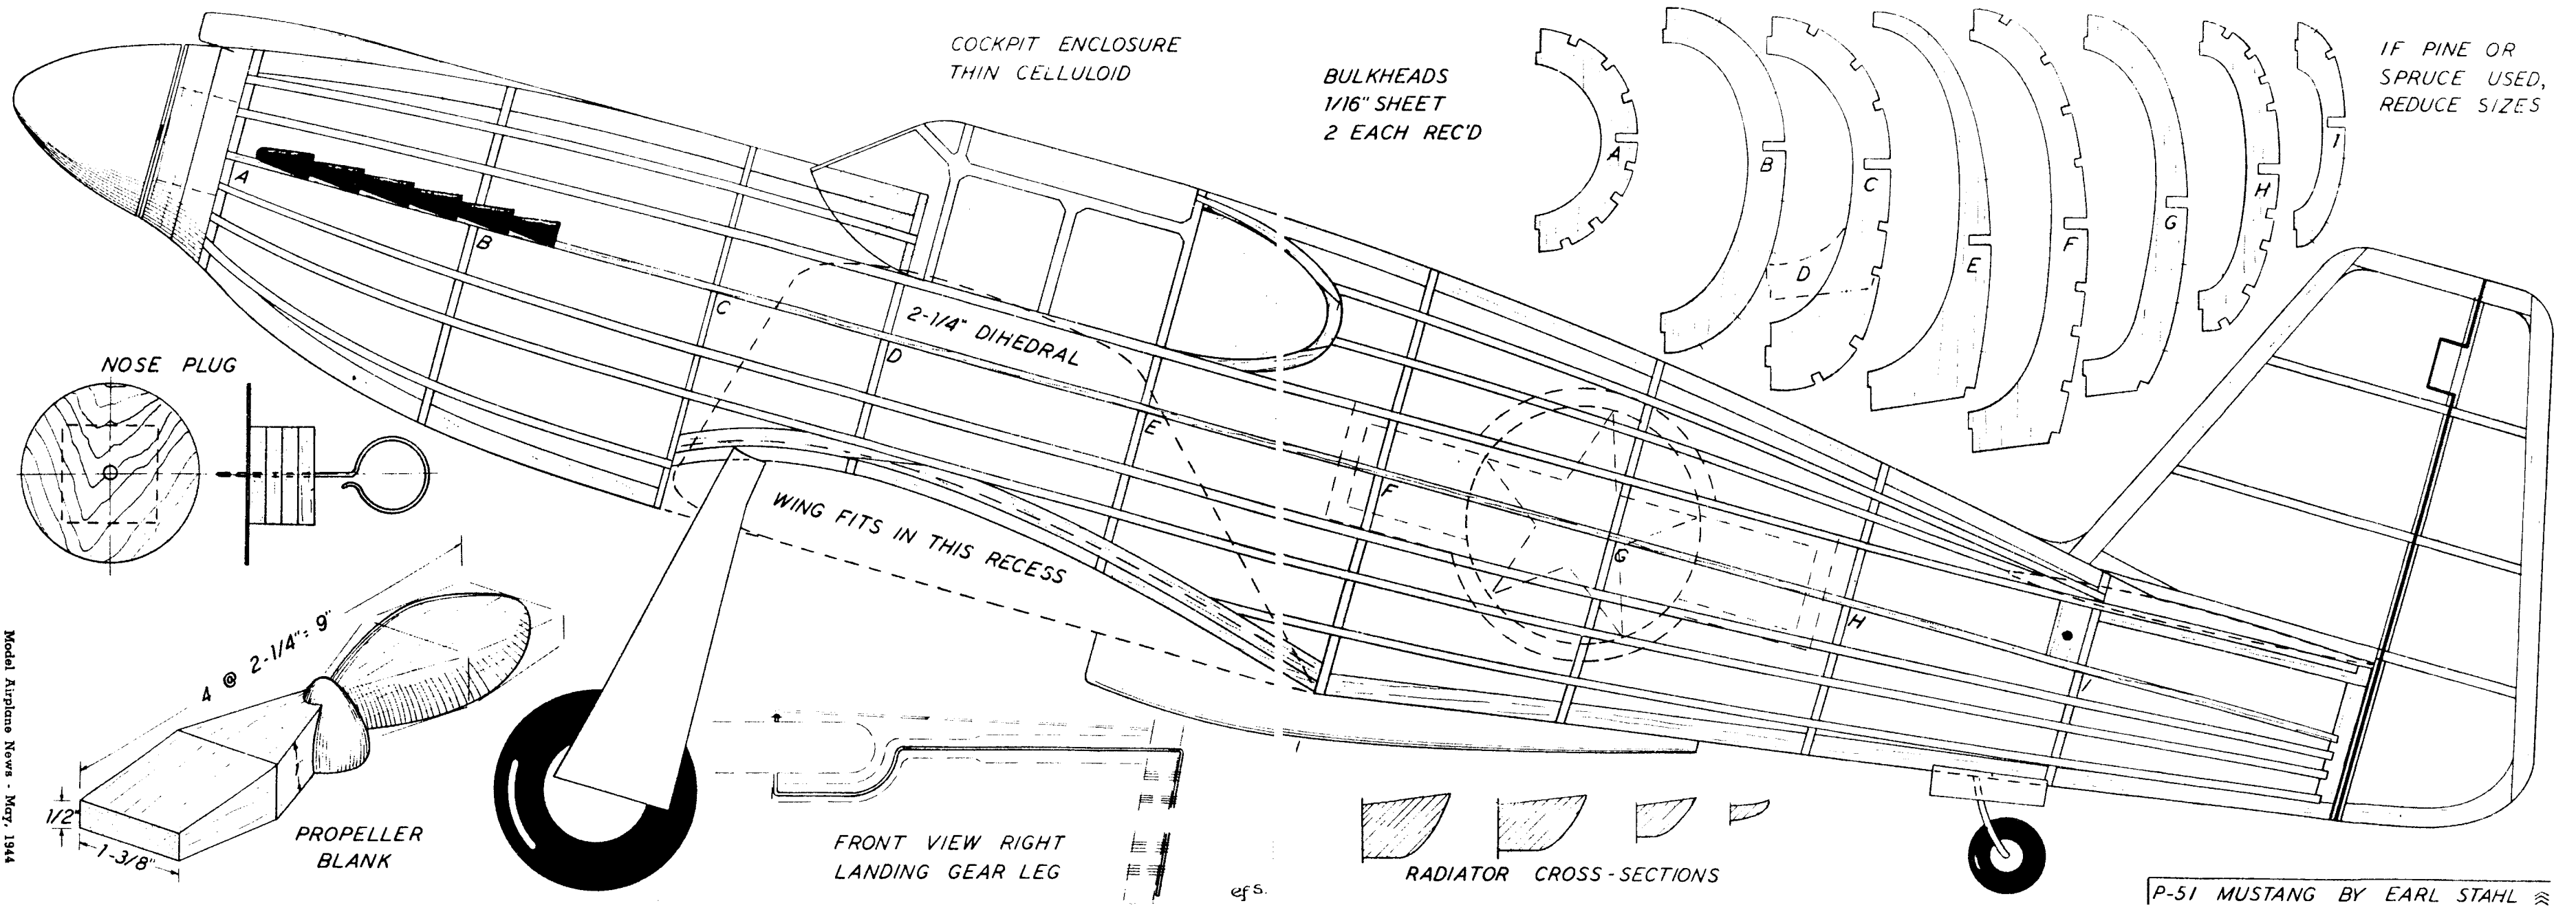 COCKPIT ENCLOSURE
THIN CELLULOID
BULKHEADS
1/16" SHEET
2 EACH REC'D
IF PINE OR
SPRUCE USED,
REDUCE SIZES
A
B
C
D
E
F
G
H
I
A
B
C
D
E
F
G
H
2-1/4" DIHEDRAL
WING FITS IN THIS RECESS
NOSE PLUG
4 @ 2-1/4" = 9"
1"
1/2"
1-3/8"
PROPELLER
BLANK
FRONT VIEW RIGHT
LANDING GEAR LEG
efs.
RADIATOR CROSS-SECTIONS
P-51 MUSTANG BY EARL STAHL
Model Airplane News - May, 1944